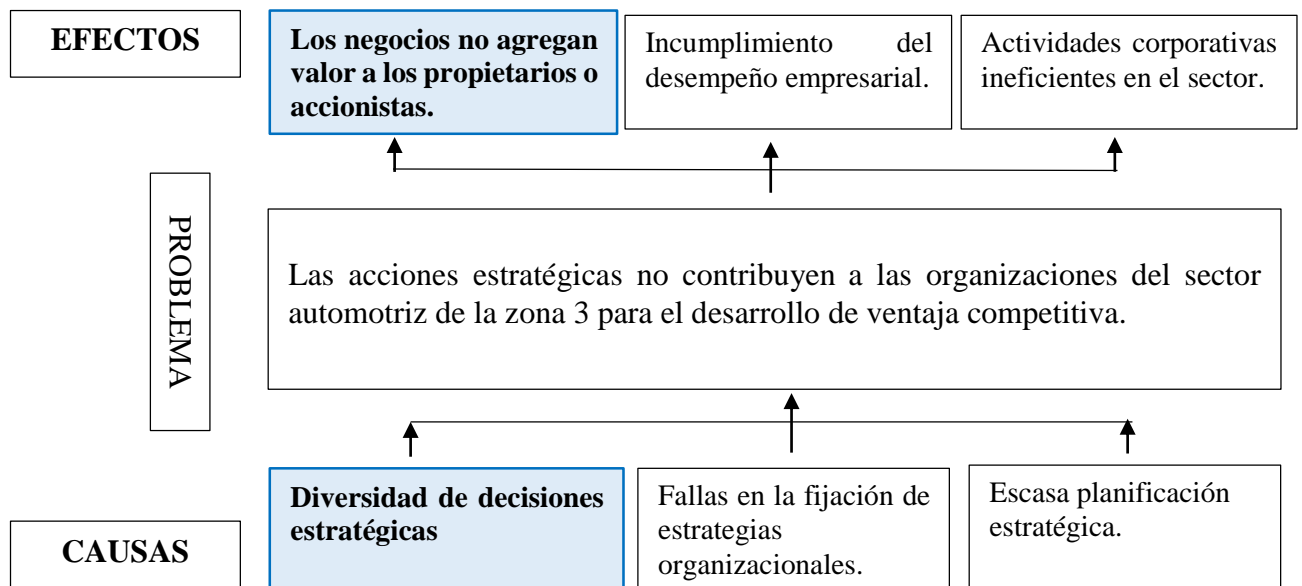 EFECTOS
Los negocios no agregan
valor a los propietarios o
accionistas.
Incumplimiento del
desempeño empresarial.
Actividades corporativas
ineficientes en el sector.
PROBLEMA
Las acciones estratégicas no contribuyen a las organizaciones del sector
automotriz de la zona 3 para el desarrollo de ventaja competitiva.
Diversidad de decisiones
estratégicas
Fallas en la fijación de
estrategias
organizacionales.
Escasa planificación
estratégica.
CAUSAS